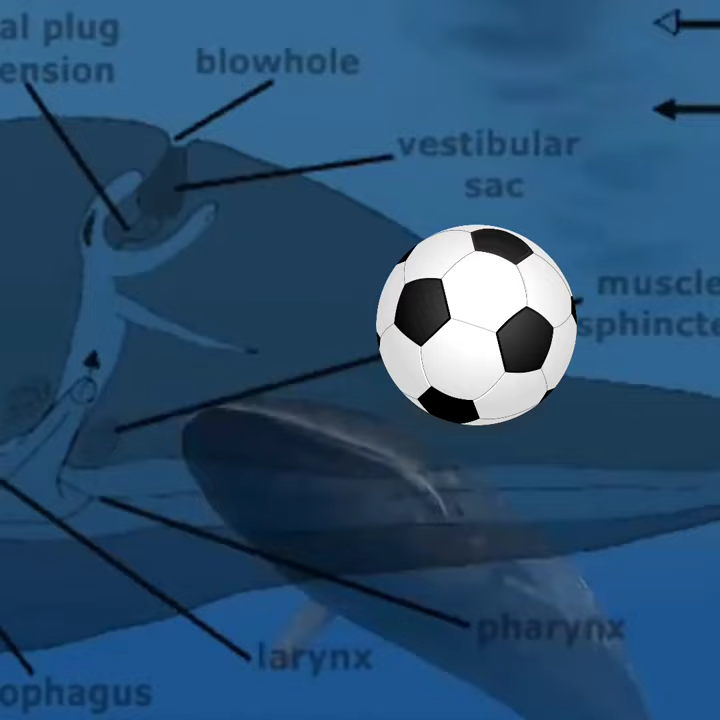 al plug
ension
blowhole
vestibular
sac
muscle
sphincte
pharynx
larynx
ophagus